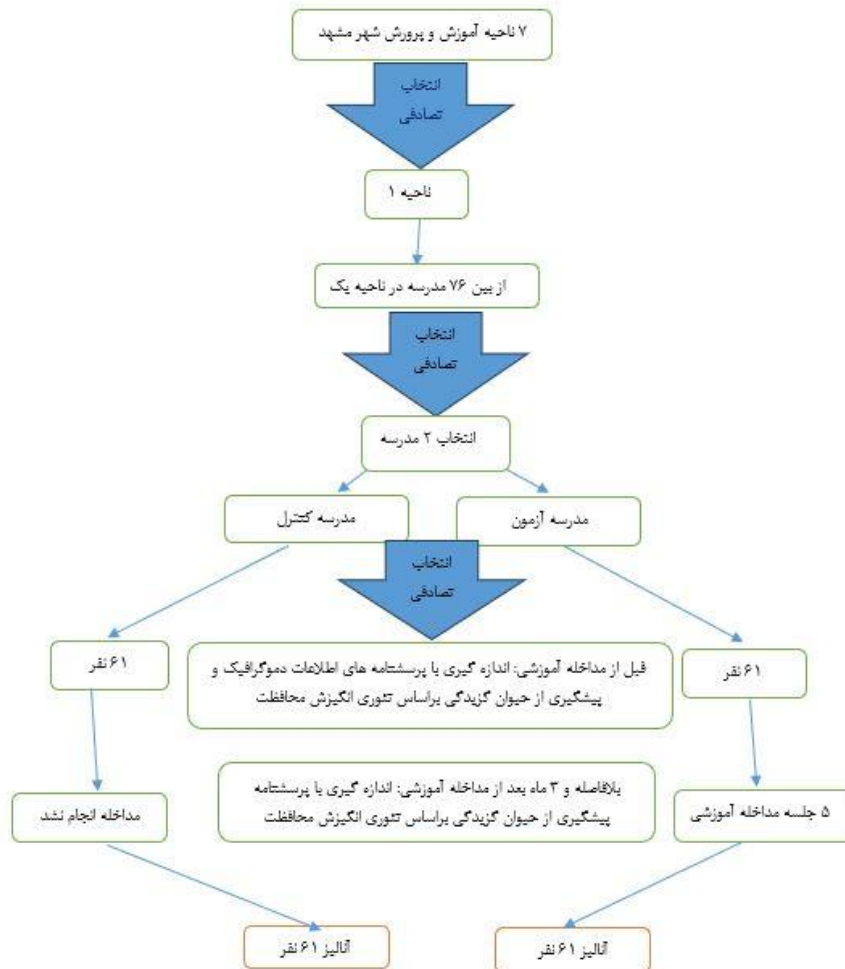 ۷ ناحیه آموزش و پرورش شهر مشهد
انتخاب
تصادفی
ناحیه ۱
از بین ۷۶ مدرسه در ناحیه یک
انتخاب
تصادفی
انتخاب ۲ مدرسه
مدرسه آزمون
مدرسه کنترل
انتخاب
تصادفی
۶۱ نفر
قبل از مداخله آموزشی: اندازه گیری با پرسشنامه های اطلاعات دموگرافیک و
پیشگیری از حیوان گزیدگی براساس تئوری انگیزش محافظت
۶۱ نفر
۵ جلسه مداخله آموزشی
بلافاصله و ۳ ماه بعد از مداخله آموزشی: اندازه گیری با پرسشنامه
پیشگیری از حیوان گزیدگی براساس تئوری انگیزش محافظت
مداخله انجام نشد
آنالیز ۶۱ نفر
آنالیز ۶۱ نفر